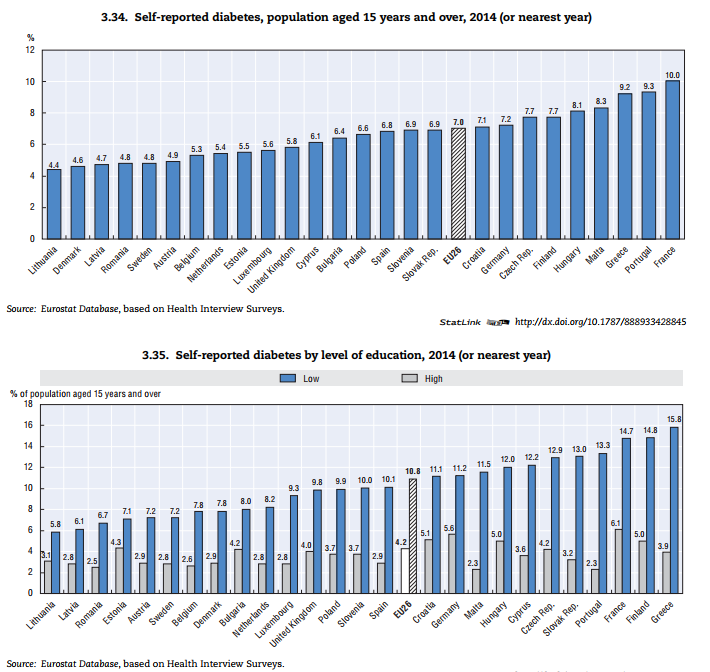 3.34. Self-reported diabetes, population aged 15 years and over, 2014 (or nearest year)
%
12
10
8
6
4
2
0
4.4 4.6 4.7 4.8 4.8 4.9 5.3 5.4 5.5 5.6 5.8 6.1 6.4 6.6 6.8 6.9 6.9 7.0 7.1 7.2 7.7 7.7 8.1 8.3 9.2 9.3 10.0
Lithuania Denmark Latvia Romania Sweden Austria Belgium Netherlands Estonia Luxembourg United Kingdom Cyprus Bulgaria Poland Spain Slovenia Slovak Rep. EU26 Croatia Germany Czech Rep. Finland Hungary Malta Greece Portugal France
Source: Eurostat Database, based on Health Interview Surveys.
StatLink http://dx.doi.org/10.1787/888933428845
3.35. Self-reported diabetes by level of education, 2014 (or nearest year)
Low High
% of population aged 15 years and over
18
16
14
12
10
8
6
4
2
0
3.1 5.8 2.8 6.1 2.5 6.7 4.3 7.1 2.9 7.2 2.8 7.2 2.6 7.8 2.9 7.8 4.2 8.0 2.8 8.2 2.8 9.3 4.0 9.8 3.7 9.9 3.7 10.0 2.9 10.1 4.2 10.8 5.1 11.1 5.6 11.2 2.3 11.5 5.0 12.0 3.6 12.2 4.2 12.9 3.2 13.0 2.3 13.3 6.1 14.7 5.0 14.8 3.9 15.8
Lithuania Latvia Romania Estonia Austria Sweden Belgium Denmark Bulgaria Netherlands Luxembourg United Kingdom Poland Slovenia Spain EU26 Croatia Germany Malta Hungary Cyprus Czech Rep. Slovak Rep. Portugal France Finland Greece
Source: Eurostat Database, based on Health Interview Surveys.